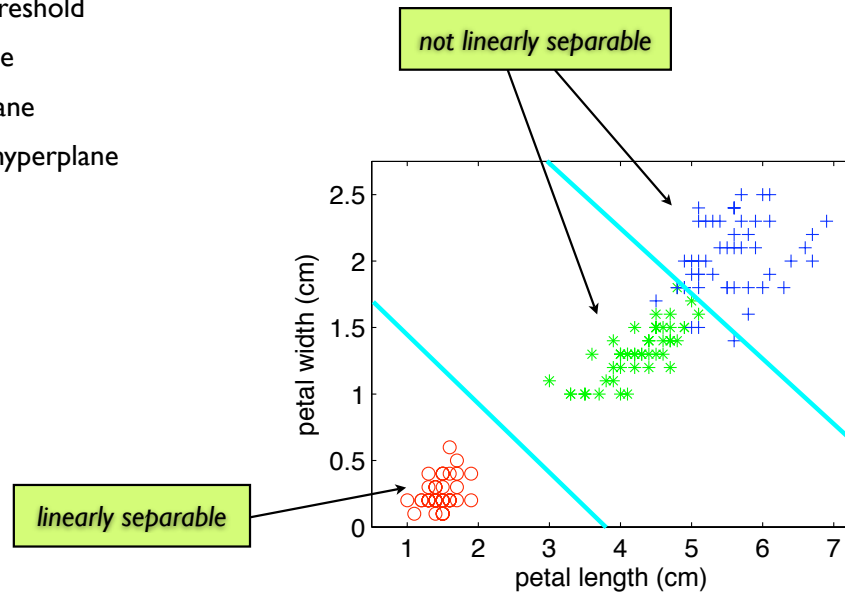 reshold
e
ane
hyperplane
not linearly separable
2.5
2
1.5
1
0.5
0
petal width (cm)
linearly separable
1 2 3 4 5 6 7
petal length (cm)